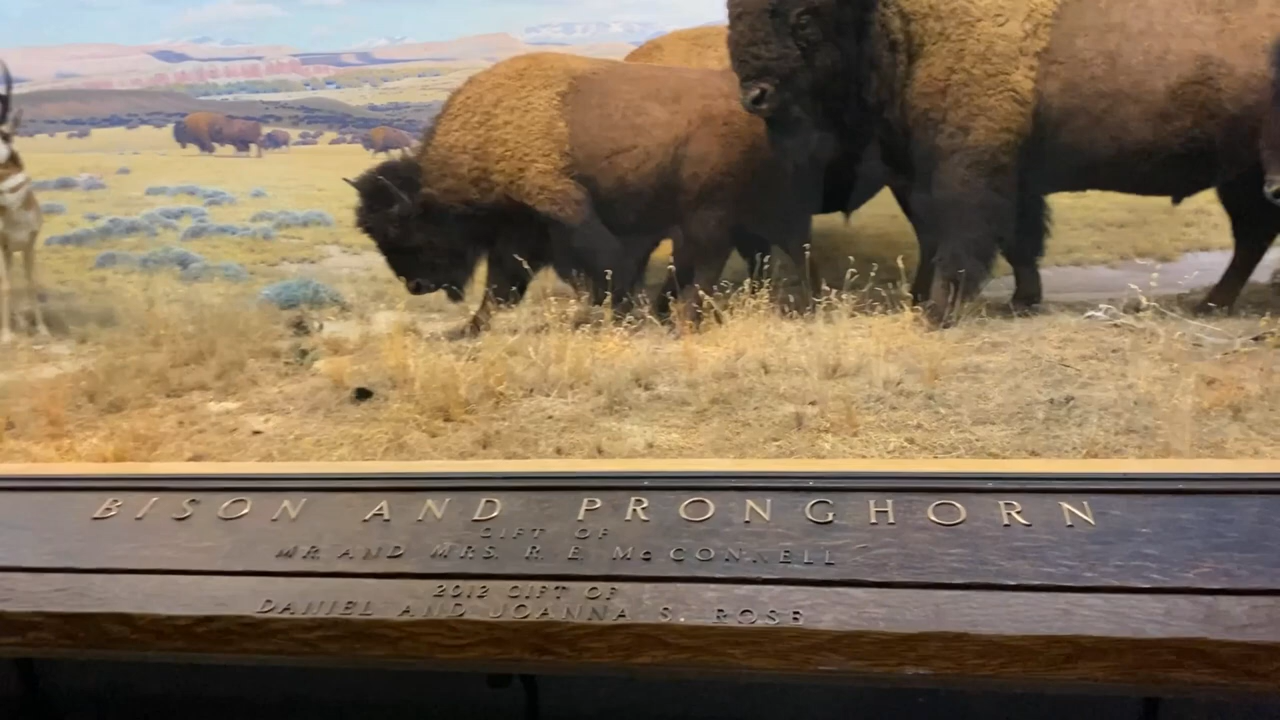 BISON AND PRONGHORN
GIFT OF
MR. AND MRS. R. E. McCONNELL
2012 GIFT OF
DANIEL AND JOANNA S. ROSE